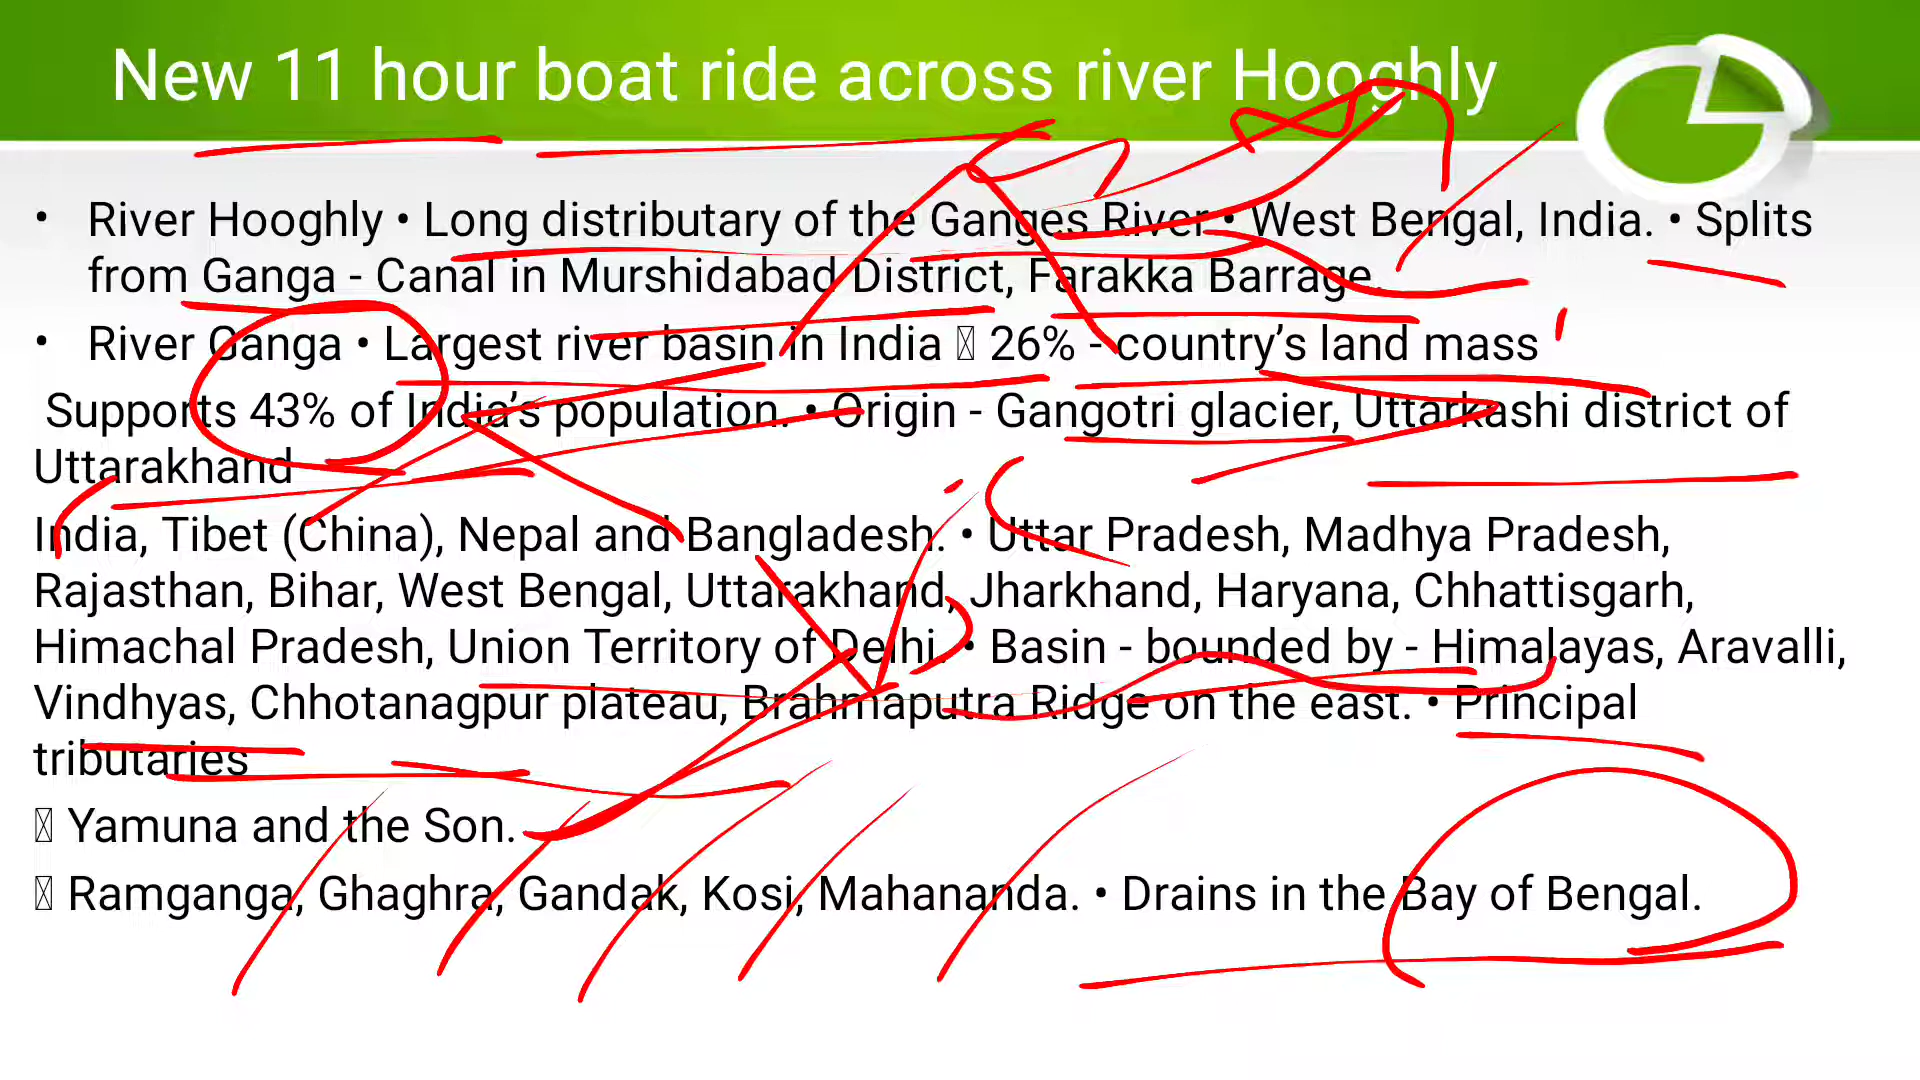 New 11 hour boat ride across river Hooghly
• River Hooghly • Long distributary of the Ganges River • West Bengal, India. • Splits
from Ganga - Canal in Murshidabad District, Farakka Barrage.
• River Ganga • Largest river basin in India  26% - country’s land mass
Supports 43% of India’s population. • Origin - Gangotri glacier, Uttarkashi district of
Uttarakhand
India, Tibet (China), Nepal and Bangladesh. • Uttar Pradesh, Madhya Pradesh,
Rajasthan, Bihar, West Bengal, Uttarakhand, Jharkhand, Haryana, Chhattisgarh,
Himachal Pradesh, Union Territory of Delhi. • Basin - bounded by - Himalayas, Aravalli,
Vindhyas, Chhotanagpur plateau, Brahmaputra Ridge on the east. • Principal
tributaries
 Yamuna and the Son.
 Ramganga, Ghaghra, Gandak, Kosi, Mahananda. • Drains in the Bay of Bengal.